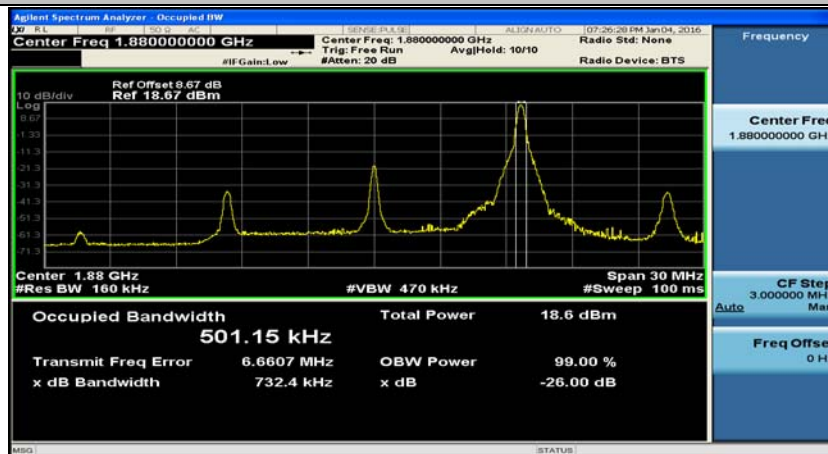 Agilent Spectrum Analyzer - Occupied BW
RL RF 50 Ω AC SENSE:PULSE ALIGN AUTO 07:26:28 PM Jan 04, 2016
Center Freq 1.880000000 GHz Center Freq: 1.880000000 GHz Radio Std: None Frequency
Trig: Free Run Avg|Hold: 10/10
#IFGain:Low #Atten: 20 dB Radio Device: BTS
Ref Offset 8.67 dB
10 dB/div Ref 18.67 dBm
Log
8.67
-1.33
-11.3
-21.3
-31.3
-41.3
-51.3
-61.3
-71.3
Center Freq
1.880000000 GH
Center 1.88 GHz Span 30 MHz
#Res BW 160 kHz #VBW 470 kHz #Sweep 100 ms
CF Step
3.000000 MH
Auto Ma
Occupied Bandwidth Total Power 18.6 dBm
501.15 kHz
Transmit Freq Error 6.6607 MHz OBW Power 99.00 %
x dB Bandwidth 732.4 kHz x dB -26.00 dB
Freq Offse
0 H
MSG STATUS